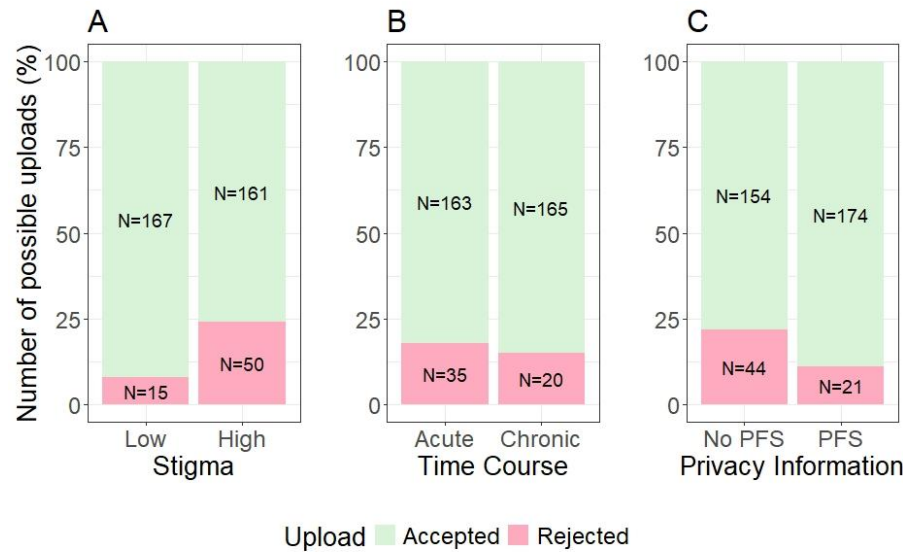 A
B
C
Number of possible uploads (%)
100
75
50
25
0
N=167
N=161
N=15
N=50
Low
High
Stigma
100
75
50
25
0
N=163
N=165
N=35
N=20
Acute
Chronic
Time Course
100
75
50
25
0
N=154
N=174
N=44
N=21
No PFS
PFS
Privacy Information
Upload Accepted Rejected